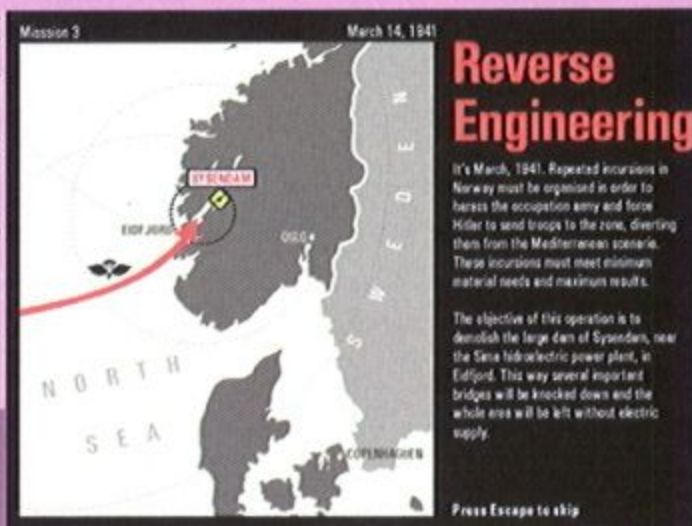 Misssion 3
March 14, 1941
SYSENDAM
EIDFJORD
OSLO
SWEDEN
NORTH
SEA
COPENHAGUEN
Reverse
Engineering
It's March, 1941. Repeated incursions in
Norway must be organised in order to
harass the occupation army and force
Hitler to send troops to the zone, diverting
them from the Mediterranean scenario.
These incursions must meet minimum
material needs and maximum results.
The objective of this operation is to
demolish the large dam of Sysendam, near
the Sima hidroelectric power plant, in
Eidfjord. This way several important
bridges will be knocked down and the
whole area will be left without electric
supply.
Press Escape to skip